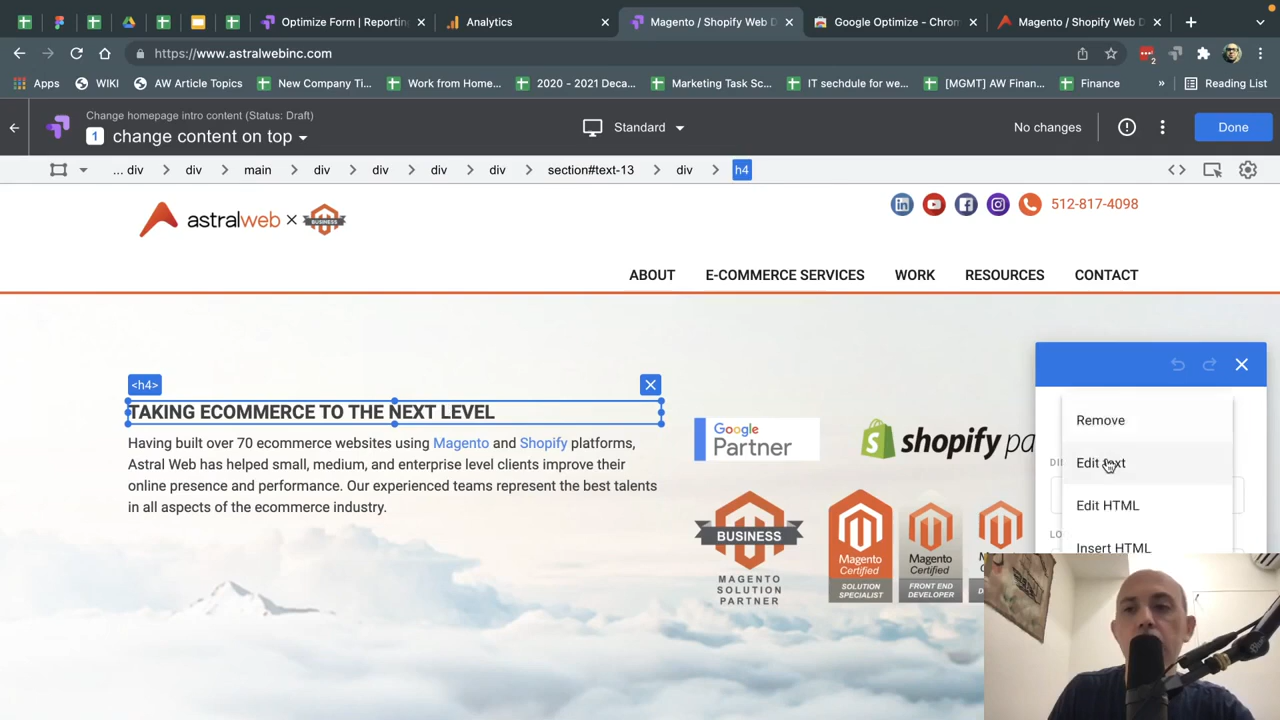 Optimize Form | Reporting
Analytics
Magento / Shopify Web D
Google Optimize - Chrom
Magento / Shopify Web D
https://www.astralwebinc.com
2
Apps
WIKI
AW Article Topics
New Company Ti...
Work from Home...
2020 - 2021 Deca...
Marketing Task Sc...
IT techdule for we...
[MGMT] AW Finan...
Finance
»
Reading List
Change homepage intro content (Status: Draft)
1 change content on top
Standard
No changes
Done
... div
div
main
div
div
div
div
section#text-13
div
h4
astralweb × BUSINESS
512-817-4098
ABOUT
E-COMMERCE SERVICES
WORK
RESOURCES
CONTACT
<h4>
TAKING ECOMMERCE TO THE NEXT LEVEL
Having built over 70 ecommerce websites using Magento and Shopify platforms,
Astral Web has helped small, medium, and enterprise level clients improve their
online presence and performance. Our experienced teams represent the best talents
in all aspects of the ecommerce industry.
Google
Partner
shopify pa
BUSINESS
MAGENTO
SOLUTION
PARTNER
Magento
Certified
SOLUTION
SPECIALIST
Magento
Certified
FRONT END
DEVELOPER
Magento
Remove
Edit text
Edit HTML
Insert HTML